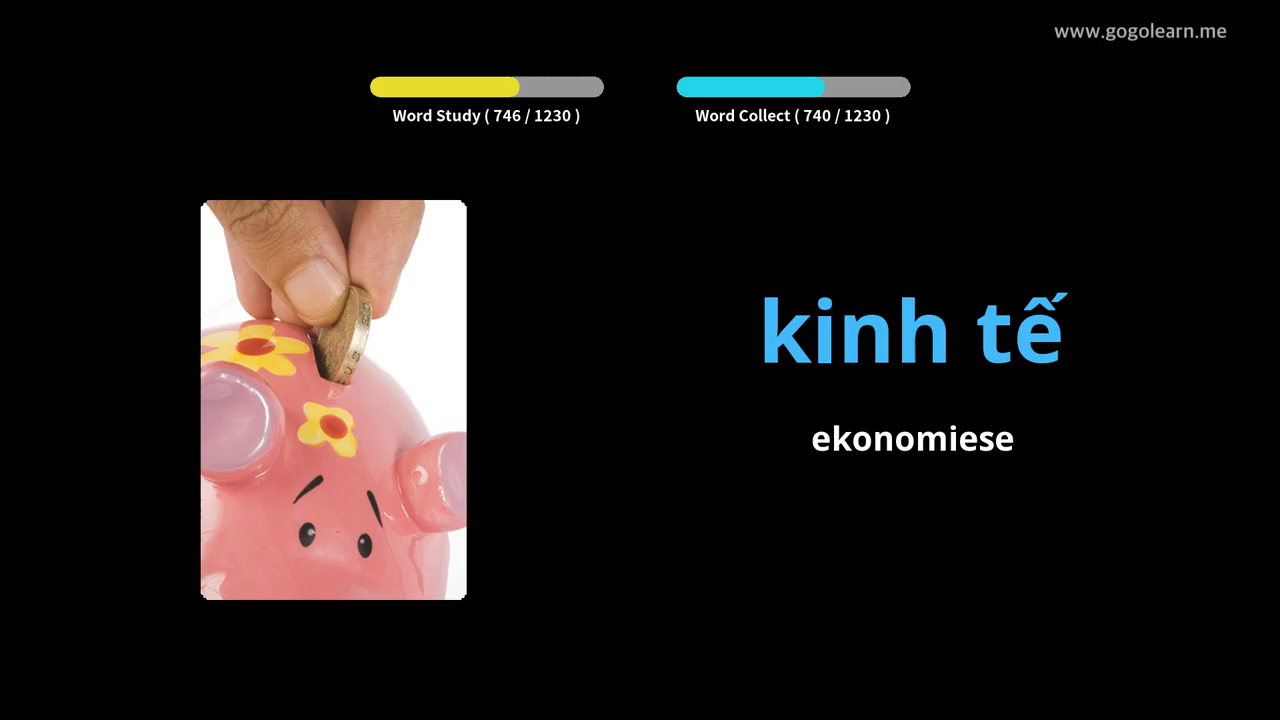 www.gogolearn.me
Word Study ( 746 / 1230 )
Word Collect ( 740 / 1230 )
kinh tế
ekonomiese